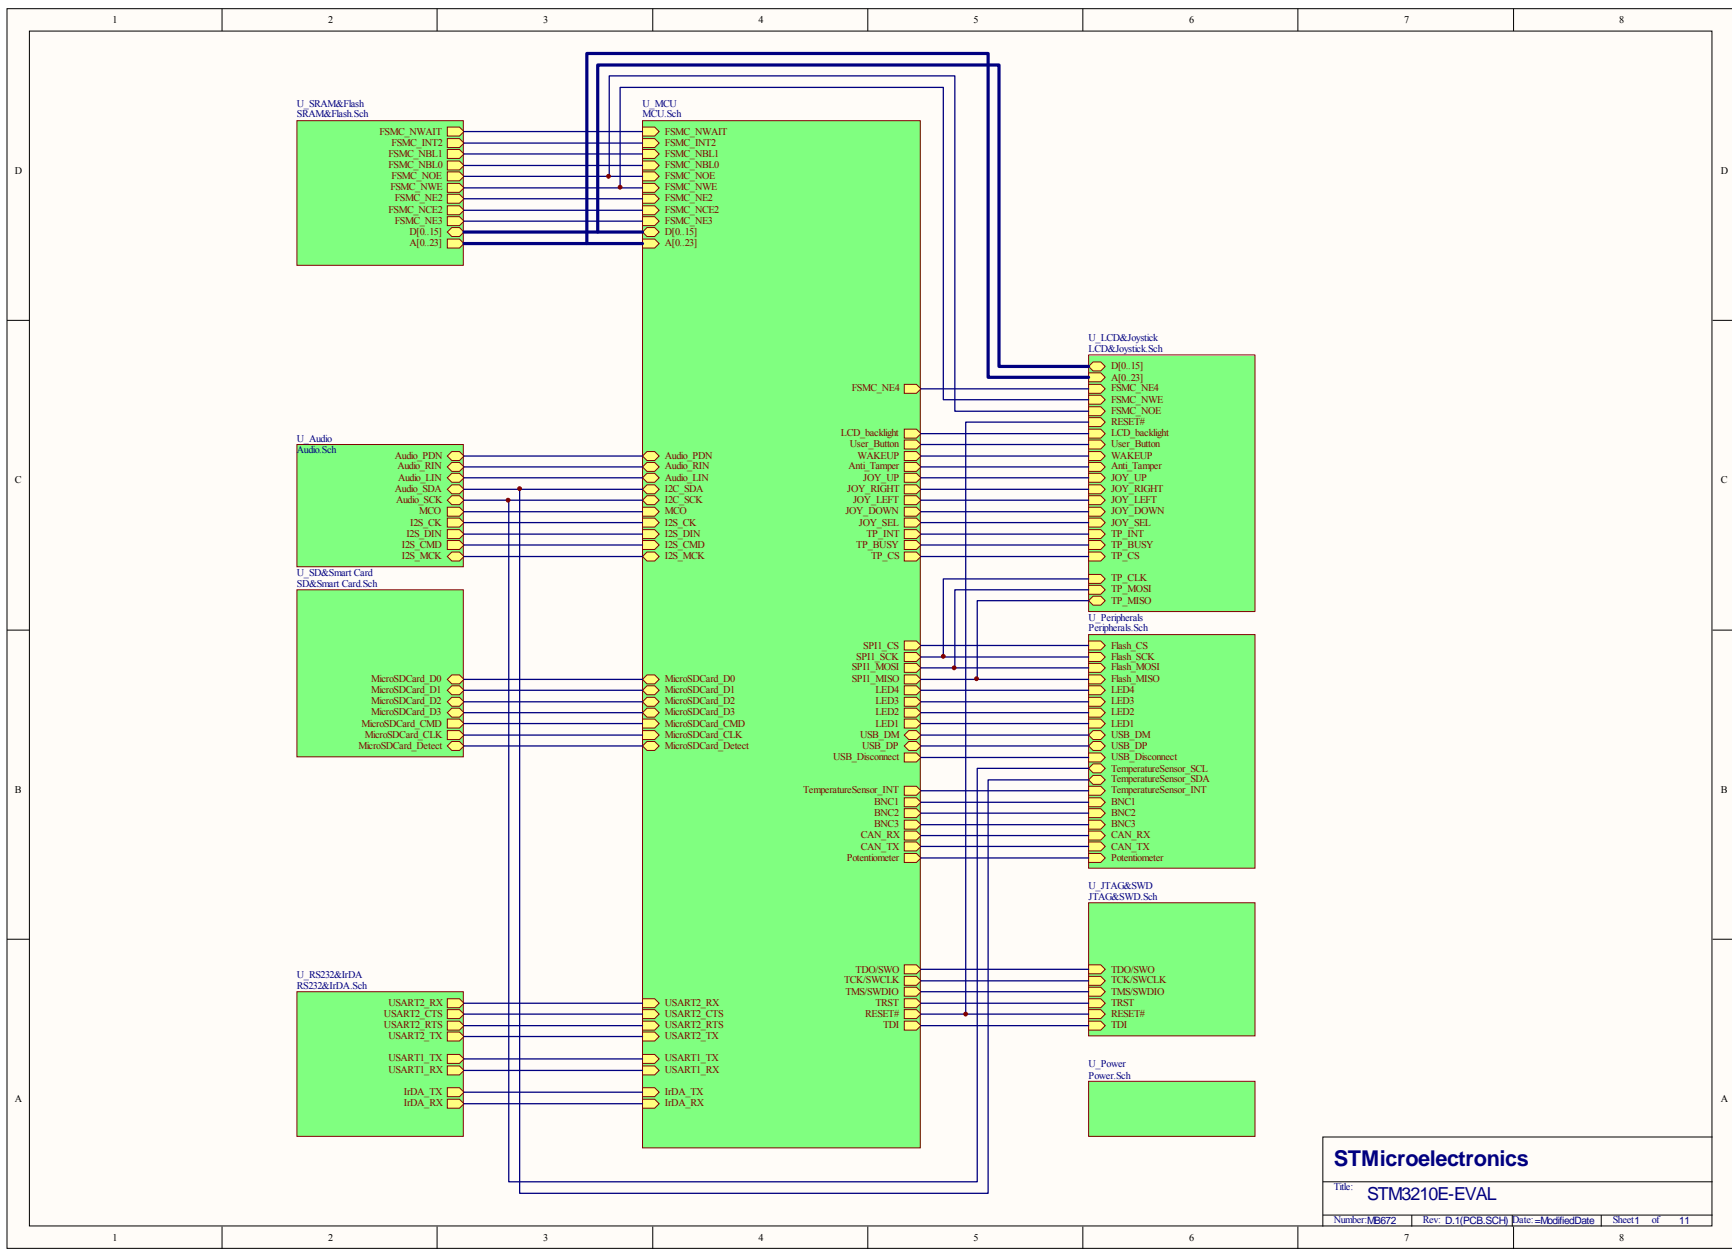 1 2 3 4 5 6 7 8
D
D
C
C
B
B
A
A
U_SRAM&Flash
SRAM&Flash.Sch
FSMC_NWAIT
FSMC_INT2
FSMC_NBL1
FSMC_NBL0
FSMC_NOE
FSMC_NWE
FSMC_NE2
FSMC_NCE2
FSMC_NE3
D[0..15]
A[0..23]
U_Audio
Audio.Sch
Audio_PDN
Audio_RIN
Audio_LIN
Audio_SDA
Audio_SCK
MCO
I2S_CK
I2S_DIN
I2S_CMD
I2S_MCK
U_SD&Smart Card
SD&Smart Card.Sch
MicroSDCard_D0
MicroSDCard_D1
MicroSDCard_D2
MicroSDCard_D3
MicroSDCard_CMD
MicroSDCard_CLK
MicroSDCard_Detect
U_RS232&IrDA
RS232&IrDA.Sch
USART2_RX
USART2_CTS
USART2_RTS
USART2_TX
USART1_TX
USART1_RX
IrDA_TX
IrDA_RX
U_MCU
MCU.Sch
FSMC_NWAIT
FSMC_INT2
FSMC_NBL1
FSMC_NBL0
FSMC_NOE
FSMC_NWE
FSMC_NE2
FSMC_NCE2
FSMC_NE3
D[0..15]
A[0..23]
Audio_PDN
Audio_RIN
Audio_LIN
I2C_SDA
I2C_SCK
MCO
I2S_CK
I2S_DIN
I2S_CMD
I2S_MCK
MicroSDCard_D0
MicroSDCard_D1
MicroSDCard_D2
MicroSDCard_D3
MicroSDCard_CMD
MicroSDCard_CLK
MicroSDCard_Detect
USART2_RX
USART2_CTS
USART2_RTS
USART2_TX
USART1_TX
USART1_RX
IrDA_TX
IrDA_RX
FSMC_NE4
LCD_backlight
User_Button
WAKEUP
Anti_Tamper
JOY_UP
JOY_RIGHT
JOY_LEFT
JOY_DOWN
JOY_SEL
TP_INT
TP_BUSY
TP_CS
SPI1_CS
SPI1_SCK
SPI1_MOSI
SPI1_MISO
LED4
LED3
LED2
LED1
USB_DM
USB_DP
USB_Disconnect
TemperatureSensor_INT
BNC1
BNC2
BNC3
CAN_RX
CAN_TX
Potentiometer
TDO/SWO
TCK/SWCLK
TMS/SWDIO
TRST
RESET#
TDI
U_LCD&Joystick
LCD&Joystick.Sch
D[0..15]
A[0..23]
FSMC_NE4
FSMC_NWE
FSMC_NOE
RESET#
LCD_backlight
User_Button
WAKEUP
Anti_Tamper
JOY_UP
JOY_RIGHT
JOY_LEFT
JOY_DOWN
JOY_SEL
TP_INT
TP_BUSY
TP_CS
TP_CLK
TP_MOSI
TP_MISO
U_Peripherals
Peripherals.Sch
Flash_CS
Flash_SCK
Flash_MOSI
Flash_MISO
LED4
LED3
LED2
LED1
USB_DM
USB_DP
USB_Disconnect
TemperatureSensor_SCL
TemperatureSensor_SDA
TemperatureSensor_INT
BNC1
BNC2
BNC3
CAN_RX
CAN_TX
Potentiometer
U_JTAG&SWD
JTAG&SWD.Sch
TDO/SWO
TCK/SWCLK
TMS/SWDIO
TRST
RESET#
TDI
U_Power
Power.Sch
STMicroelectronics
Title: STM3210E-EVAL
Number:MB672 Rev: D.1(PCB.SCH) Date:=ModifiedDate Sheet1 of 11
1 2 3 4 5 6 7 8